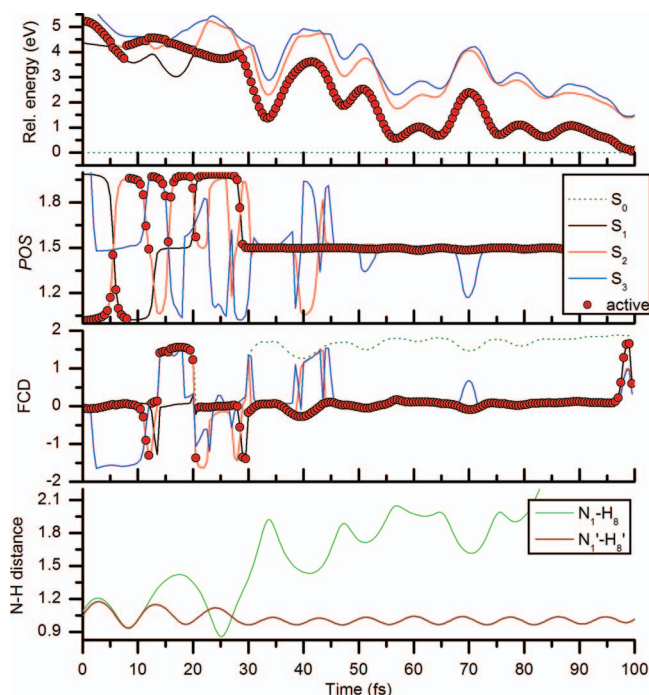 Rel. energy (eV)
5
4
3
2
1
0
POS
1.8
1.5
1.2
S0
S1
S2
S3
active
FCD
2
1
0
-1
-2
N-H distance
2.1
1.8
1.5
1.2
0.9
N1-H8
N1'-H8'
0 10 20 30 40 50 60 70 80 90 100
Time (fs)